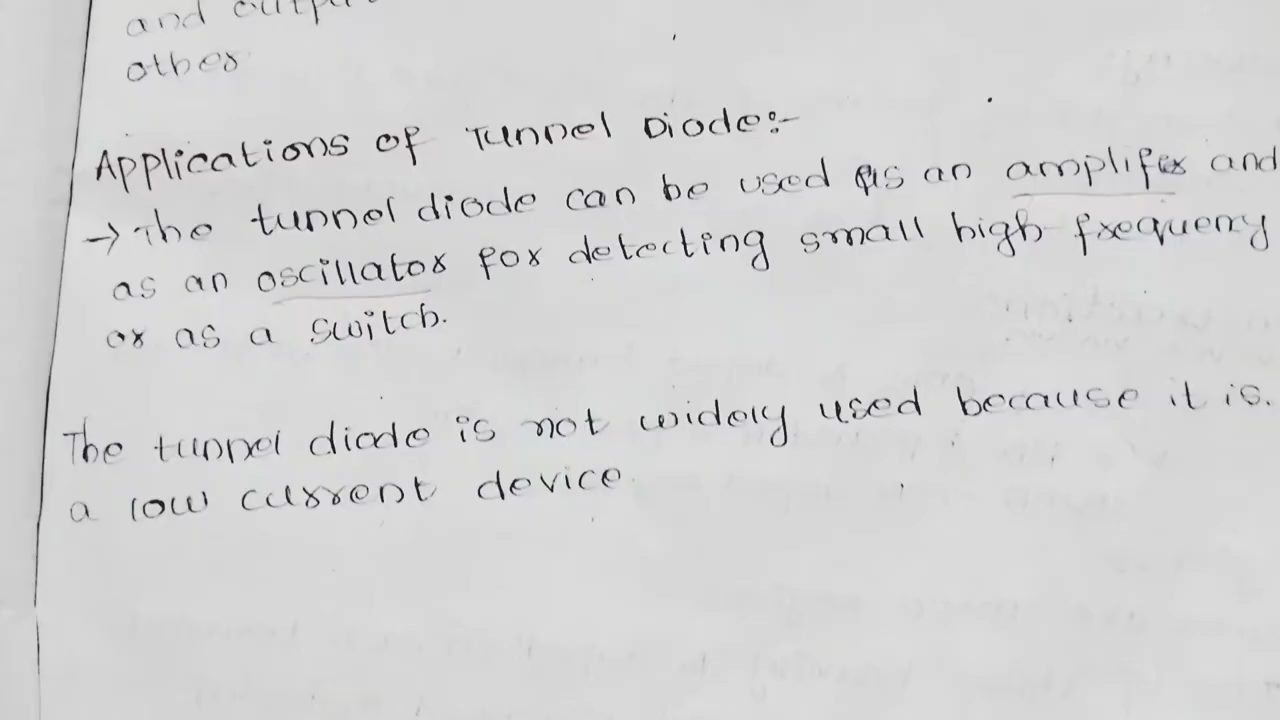 and output
other
Applications of Tunnel Diode:-
→ The tunnel diode can be used as an amplifer and
as an oscillator for detecting small high frequency
or as a switch.
The tunnel diode is not widely used because it is.
a low current device.